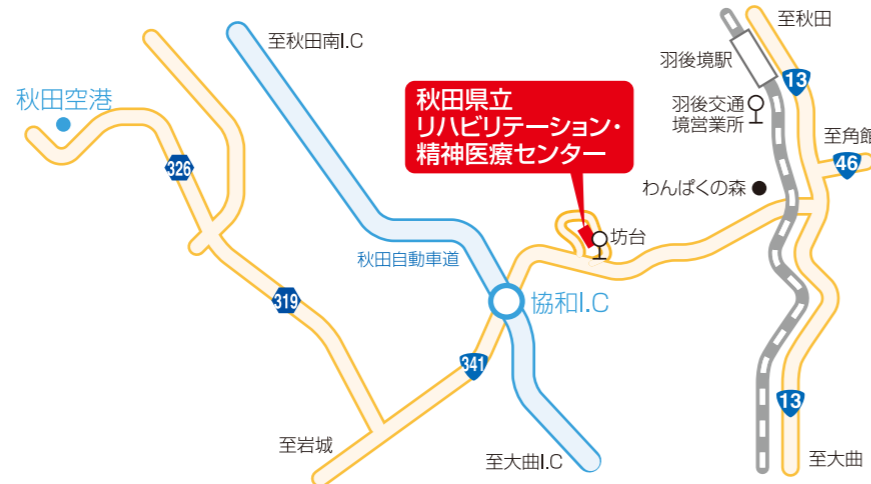 至秋田
至秋田南I.C
羽後境駅
13
秋田空港
秋田県立
リハビリテーション・
精神医療センター
羽後交通
境営業所
至角館
46
326
わんぱくの森
坊台
秋田自動車道
319
協和I.C
341
13
至岩城
至大曲I.C
至大曲